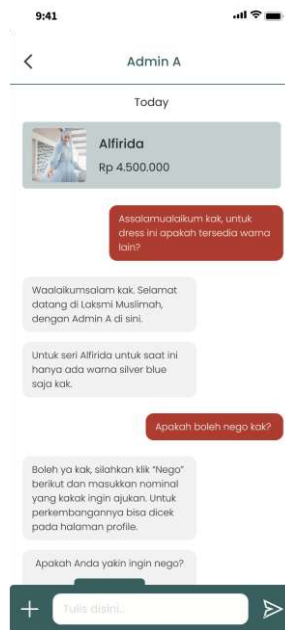 9:41
Admin A
Today
Alfirida
Rp 4.500.000
Assalamualaikum kak, untuk
dress ini apakah tersedia warna
lain?
Waalaikumsalam kak. Selamat
datang di Laksmi Muslimah,
dengan Admin A di sini.
Untuk seri Alfirida untuk saat ini
hanya ada warna silver blue
saja kak.
Apakah boleh nego kak?
Boleh ya kak, silahkan klik "Nego"
berikut dan masukkan nominal
yang kakak ingin ajukan. Untuk
perkembangannya bisa dicek
pada halaman profile.
Apakah Anda yakin ingin nego?
Tulis disini..